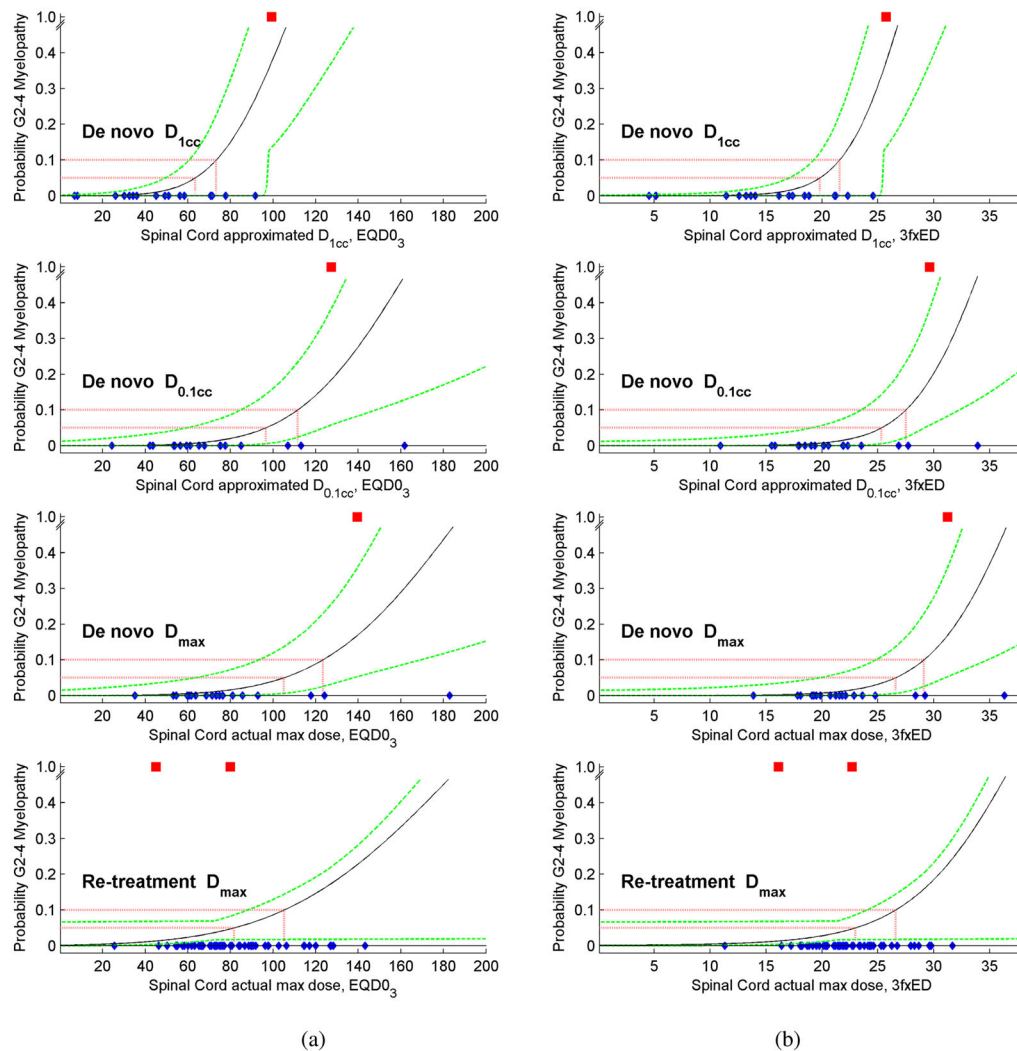 1.0
0.4
0.3
0.2
0.1
0
Probability G2-4 Myelopathy
De novo D1cc
20 40 60 80 100 120 140 160 180 200
Spinal Cord approximated D1cc, EQD03
1.0
0.4
0.3
0.2
0.1
0
Probability G2-4 Myelopathy
De novo D1cc
5 10 15 20 25 30 35
Spinal Cord approximated D1cc, 3fxED
1.0
0.4
0.3
0.2
0.1
0
Probability G2-4 Myelopathy
De novo D0.1cc
20 40 60 80 100 120 140 160 180 200
Spinal Cord approximated D0.1cc, EQD03
1.0
0.4
0.3
0.2
0.1
0
Probability G2-4 Myelopathy
De novo D0.1cc
5 10 15 20 25 30 35
Spinal Cord approximated D0.1cc, 3fxED
1.0
0.4
0.3
0.2
0.1
0
Probability G2-4 Myelopathy
De novo Dmax
20 40 60 80 100 120 140 160 180 200
Spinal Cord actual max dose, EQD03
1.0
0.4
0.3
0.2
0.1
0
Probability G2-4 Myelopathy
De novo Dmax
5 10 15 20 25 30 35
Spinal Cord actual max dose, 3fxED
1.0
0.4
0.3
0.2
0.1
0
Probability G2-4 Myelopathy
Re-treatment Dmax
20 40 60 80 100 120 140 160 180 200
Spinal Cord actual max dose, EQD03
1.0
0.4
0.3
0.2
0.1
0
Probability G2-4 Myelopathy
Re-treatment Dmax
5 10 15 20 25 30 35
Spinal Cord actual max dose, 3fxED
(a)
(b)